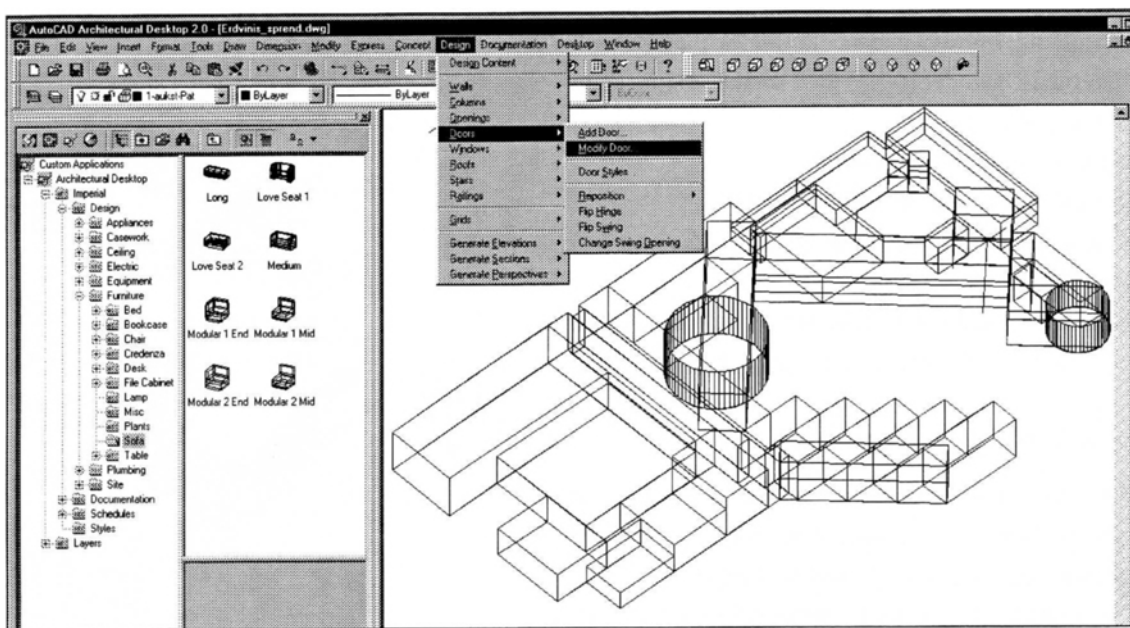 AutoCAD Architectural Desktop 2.0 - [Erdvinis_sprend.dwg]
File Edit View Insert Format Tools Draw Dimension Modify Express Concept Design Documentation Desktop Window Help
1-aukst-Pat ByLayer ByLayer ByColor
Custom Applications
Architectural Desktop
Imperial
Design
Appliances
Casework
Ceiling
Electric
Equipment
Furniture
Bed
Bookcase
Chair
Credenza
Desk
File Cabinet
Lamp
Misc
Plants
Sofa
Table
Plumbing
Site
Documentation
Schedules
Styles
Layers
Long Love Seat 1
Love Seat 2 Medium
Modular 1 End Modular 1 Mid
Modular 2 End Modular 2 Mid
Design Content
Walls
Columns
Openings
Doors
Windows
Roofs
Stairs
Railings
Grids
Generate Elevations
Generate Sections
Generate Perspectives
Add Door...
Modify Door...
Door Styles...
Reposition
Flip Hinge
Flip Swing
Change Swing Opening